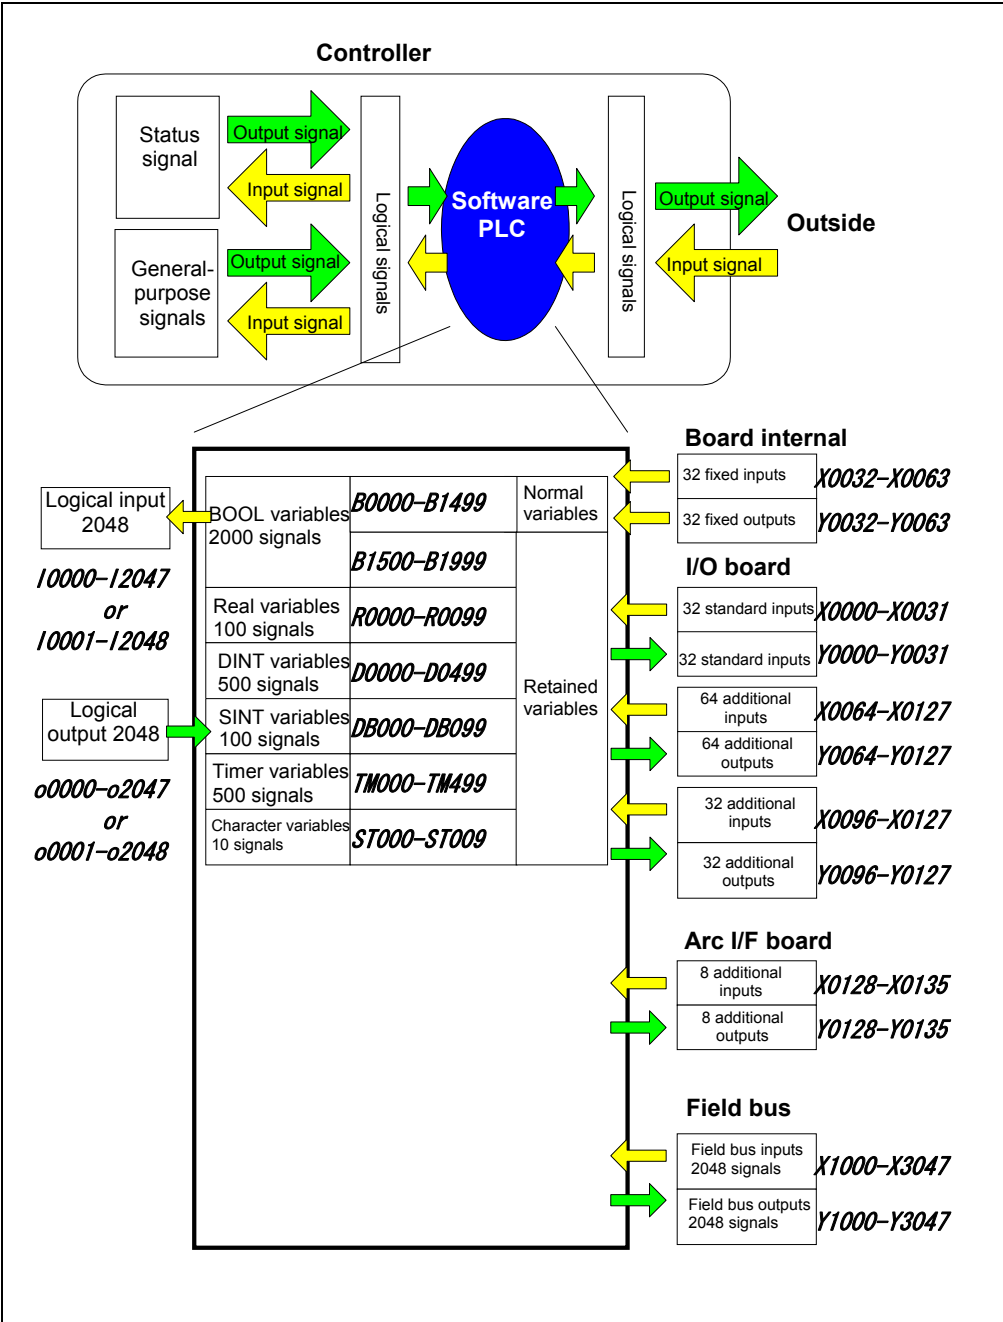 Controller
Status
signal
Output signal
Input signal
General-
purpose
signals
Output signal
Input signal
Logical signals
Software
PLC
Logical signals
Output signal
Input signal
Outside
Logical input
2048
I0000-I2047
or
I0001-I2048
Logical
output 2048
o0000-o2047
or
o0001-o2048
BOOL variables
2000 signals
B0000-B1499
Normal
variables
B1500-B1999
Real variables
100 signals
R0000-R0099
DINT variables
500 signals
D0000-D0499
Retained
variables
SINT variables
100 signals
DB000-DB099
Timer variables
500 signals
TM000-TM499
Character variables
10 signals
ST000-ST009
Board internal
32 fixed inputs
X0032-X0063
32 fixed outputs
Y0032-Y0063
I/O board
32 standard inputs
X0000-X0031
32 standard inputs
Y0000-Y0031
64 additional
inputs
X0064-X0127
64 additional
outputs
Y0064-Y0127
32 additional
inputs
X0096-X0127
32 additional
outputs
Y0096-Y0127
Arc I/F board
8 additional
inputs
X0128-X0135
8 additional
outputs
Y0128-Y0135
Field bus
Field bus inputs
2048 signals
X1000-X3047
Field bus outputs
2048 signals
Y1000-Y3047